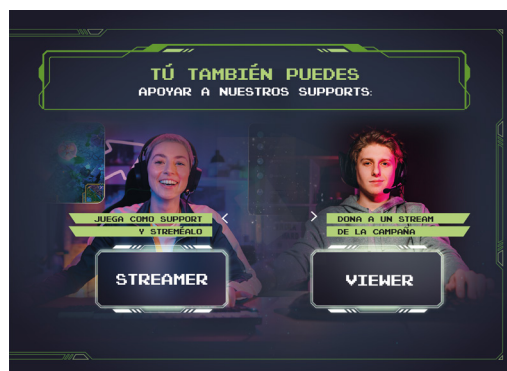 TÚ TAMBIÉN PUEDES
APOYAR A NUESTROS SUPPORTS:
JUEGA COMO SUPPORT
Y STREMÉALO
DONA A UN STREAM
DE LA CAMPAÑA
STREAMER
VIEWER